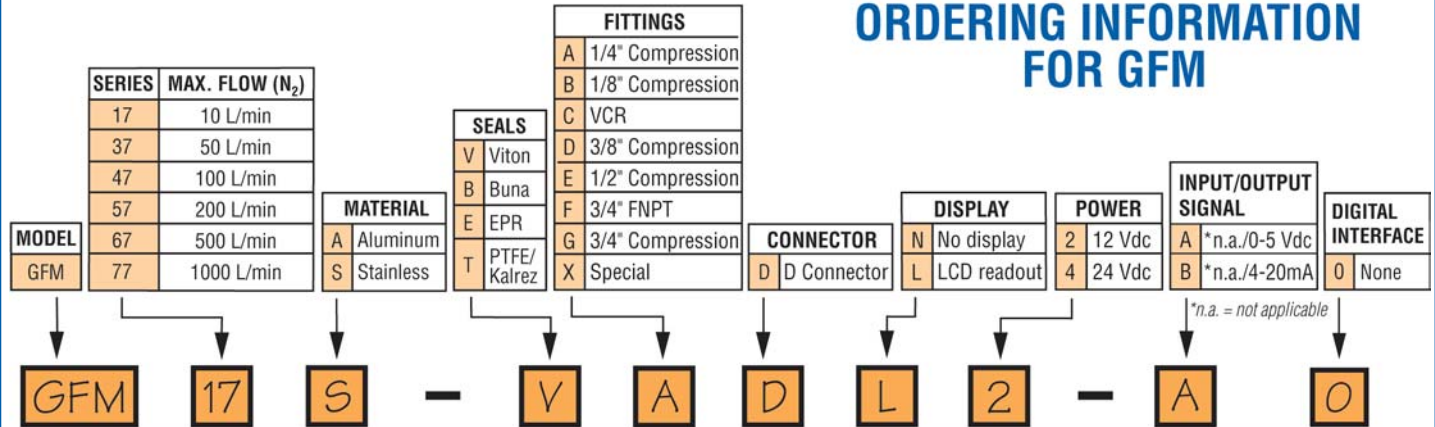 ORDERING INFORMATION
FOR GFM
MODEL
GFM
SERIES MAX. FLOW (N₂)
17 10 L/min
37 50 L/min
47 100 L/min
57 200 L/min
67 500 L/min
77 1000 L/min
MATERIAL
A Aluminum
S Stainless
SEALS
V Viton
B Buna
E EPR
T PTFE/
Kalrez
FITTINGS
A 1/4" Compression
B 1/8" Compression
C VCR
D 3/8" Compression
E 1/2" Compression
F 3/4" FNPT
G 3/4" Compression
X Special
CONNECTOR
D D Connector
DISPLAY
N No display
L LCD readout
POWER
2 12 Vdc
4 24 Vdc
INPUT/OUTPUT
SIGNAL
A *n.a./0-5 Vdc
B *n.a./4-20mA
*n.a. = not applicable
DIGITAL
INTERFACE
0 None
GFM 17 S – V A D L 2 – A 0